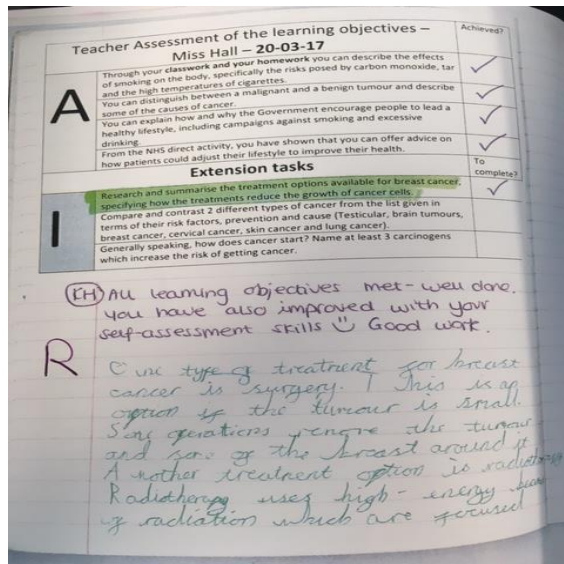 Teacher Assessment of the learning objectives –
Miss Hall – 20-03-17
Achieved?
A
Through your classwork and your homework you can describe the effects
of smoking on the body, specifically the risks posed by carbon monoxide, tar
and the high temperatures of cigarettes.
You can distinguish between a malignant and a benign tumour and describe
some of the causes of cancer.
You can explain how and why the Government encourage people to lead a
healthy lifestyle, including campaigns against smoking and excessive
drinking.
From the NHS direct activity, you have shown that you can offer advice on
how patients could adjust their lifestyle to improve their health.
Extension tasks
To
complete?
I
Research and summarise the treatment options available for breast cancer,
specifying how the treatments reduce the growth of cancer cells.
Compare and contrast 2 different types of cancer from the list given in
terms of their risk factors, prevention and cause (Testicular, brain tumours,
breast cancer, cervical cancer, skin cancer and lung cancer).
Generally speaking, how does cancer start? Name at least 3 carcinogens
which increase the risk of getting cancer.
KH All learning objectives met - well done.
you have also improved with your
self-assessment skills Good work.
R
One type of treatment for breast
cancer is surgery. This is an
option if the tumour is small.
Some operations remove the tumour
and some of the breast around it
Another treatment option is radiotherapy
Radiotherapy uses high-energy beams
of radiation which are focused